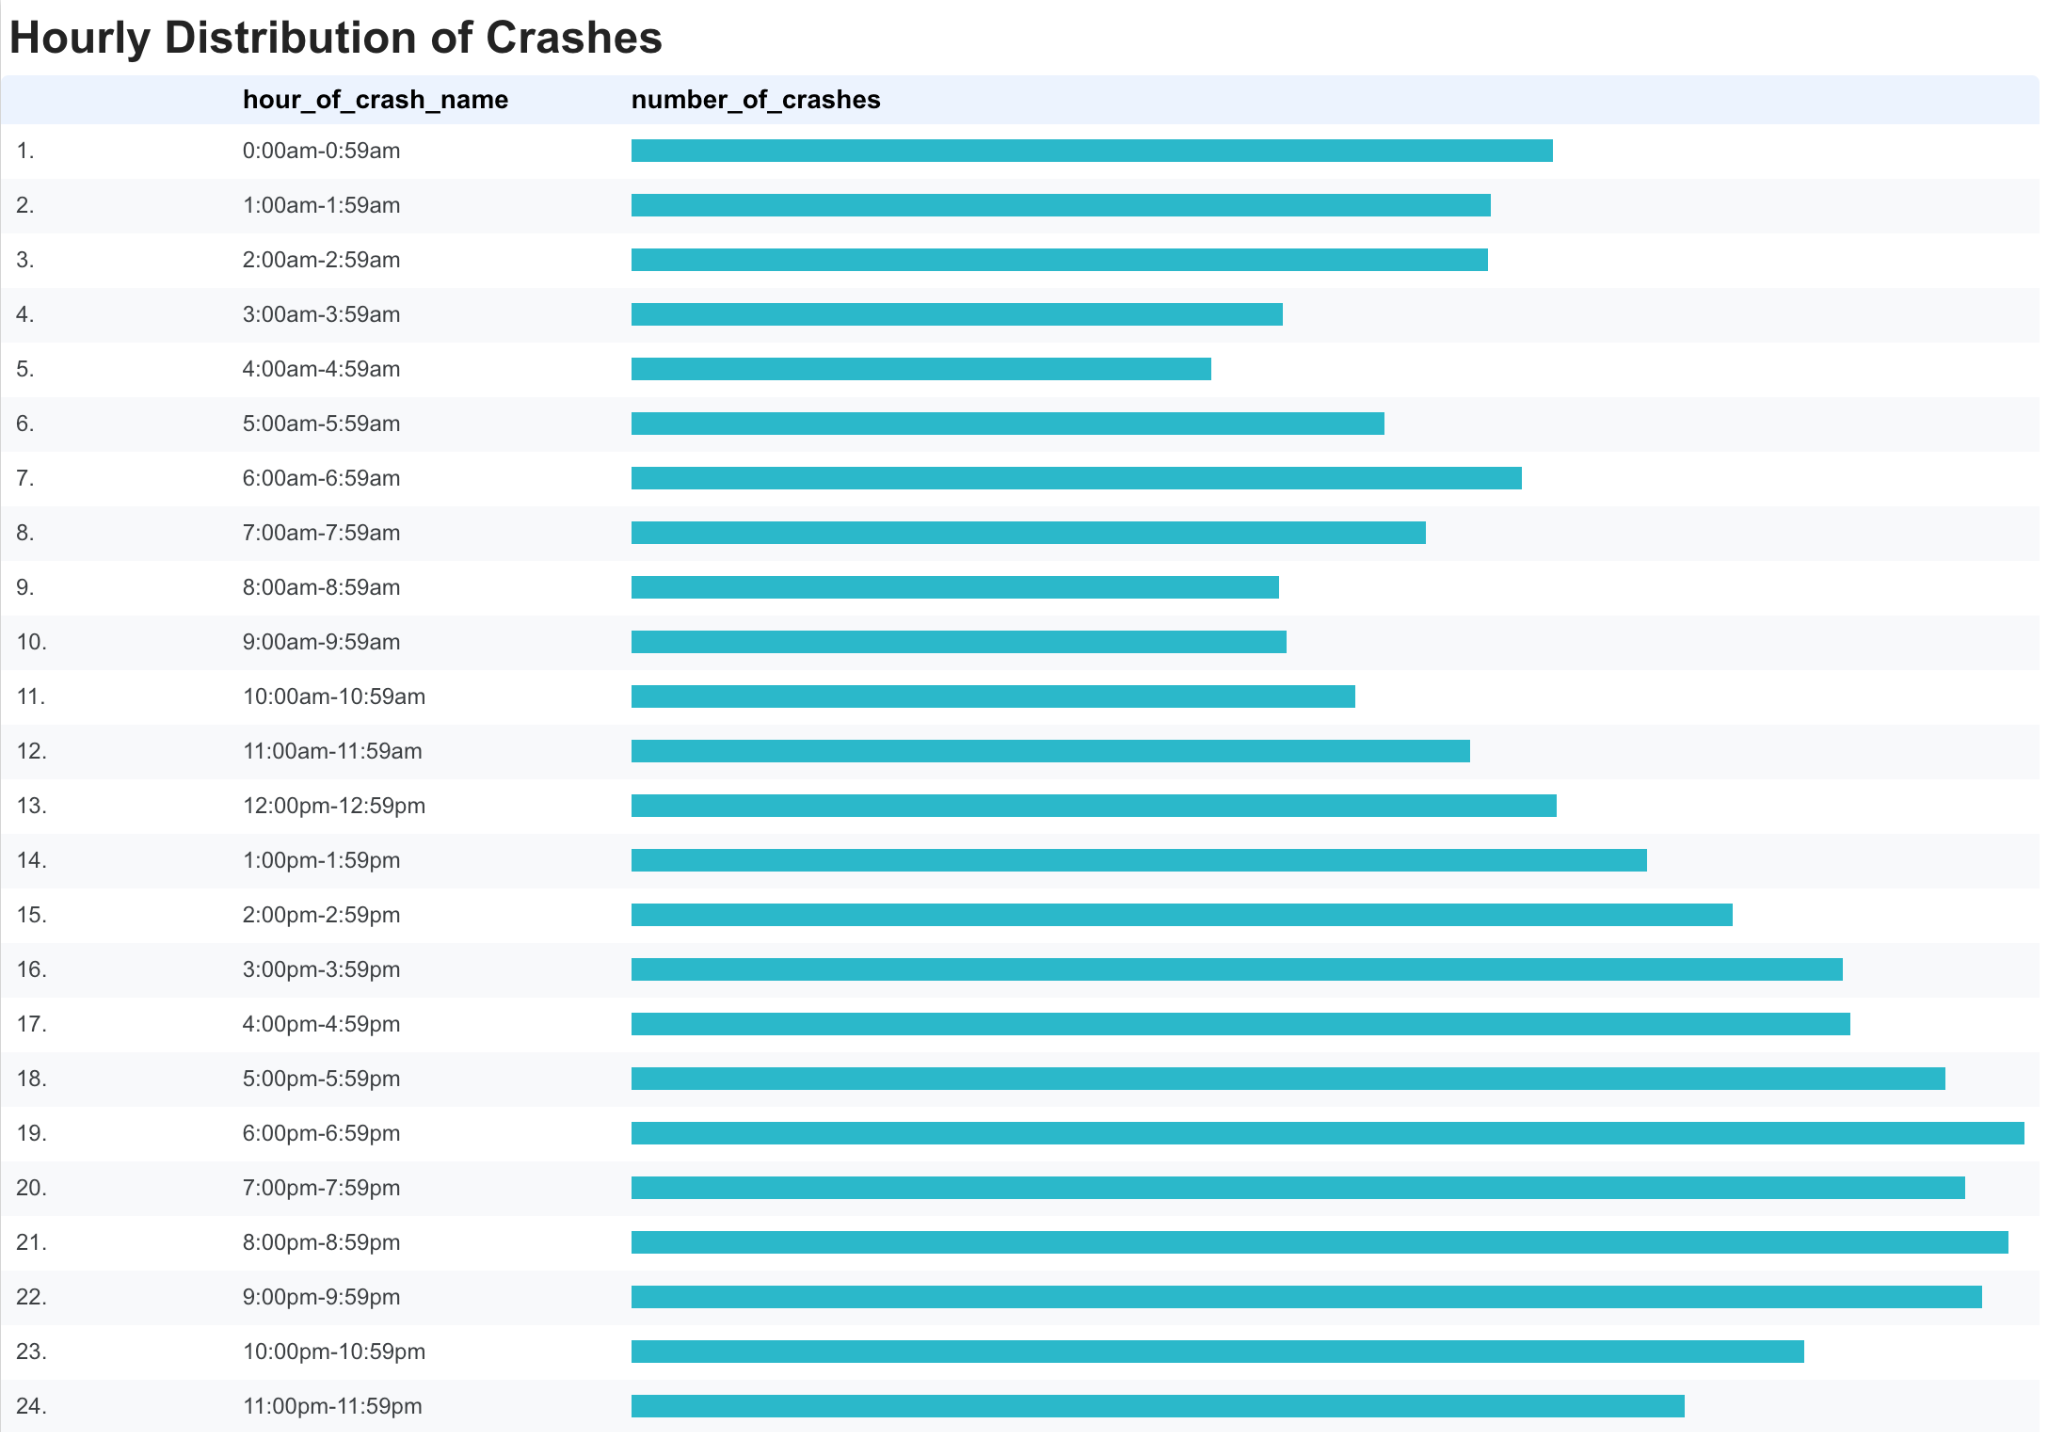 Hourly Distribution of Crashes
hour_of_crash_name number_of_crashes
1. 0:00am-0:59am
2. 1:00am-1:59am
3. 2:00am-2:59am
4. 3:00am-3:59am
5. 4:00am-4:59am
6. 5:00am-5:59am
7. 6:00am-6:59am
8. 7:00am-7:59am
9. 8:00am-8:59am
10. 9:00am-9:59am
11. 10:00am-10:59am
12. 11:00am-11:59am
13. 12:00pm-12:59pm
14. 1:00pm-1:59pm
15. 2:00pm-2:59pm
16. 3:00pm-3:59pm
17. 4:00pm-4:59pm
18. 5:00pm-5:59pm
19. 6:00pm-6:59pm
20. 7:00pm-7:59pm
21. 8:00pm-8:59pm
22. 9:00pm-9:59pm
23. 10:00pm-10:59pm
24. 11:00pm-11:59pm